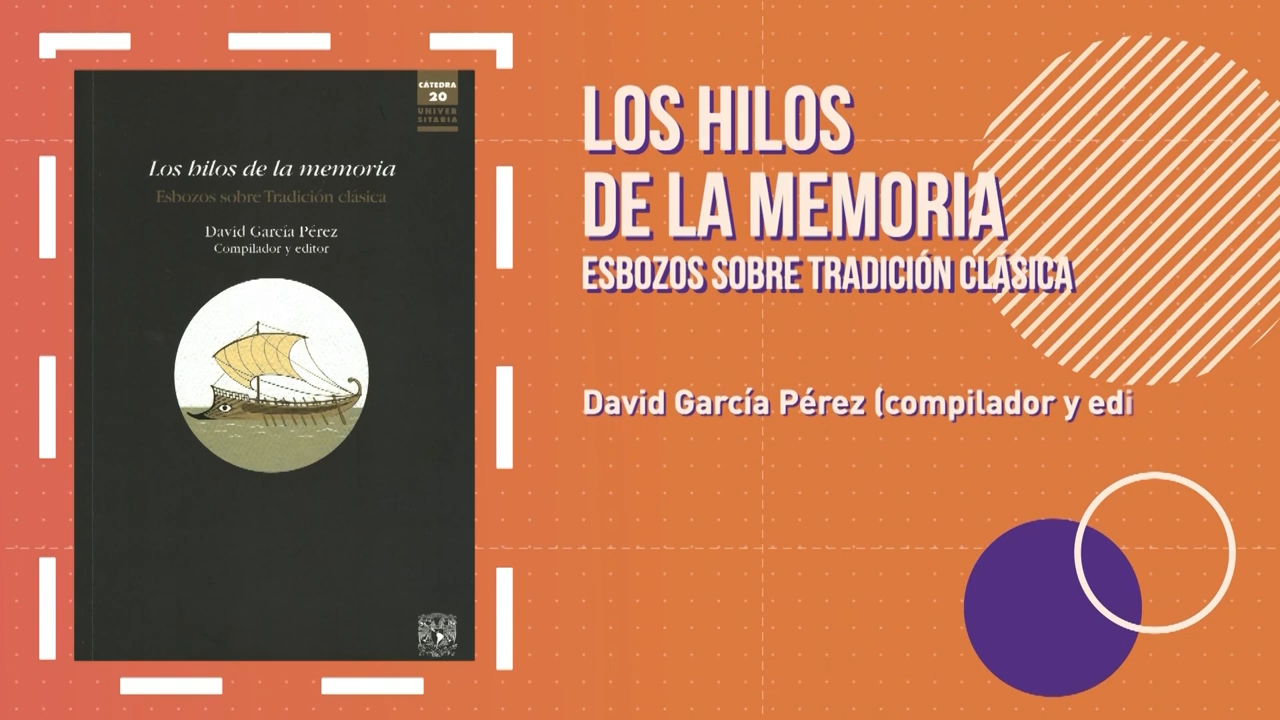 CÁTEDRA
20
UNIVER
SITARIA
Los hilos de la memoria
Esbozos sobre Tradición clásica
David García Pérez
Compilador y editor
LOS HILOS
DE LA MEMORIA
ESBOZOS SOBRE TRADICIÓN CLÁSICA
David García Pérez (compilador y edi